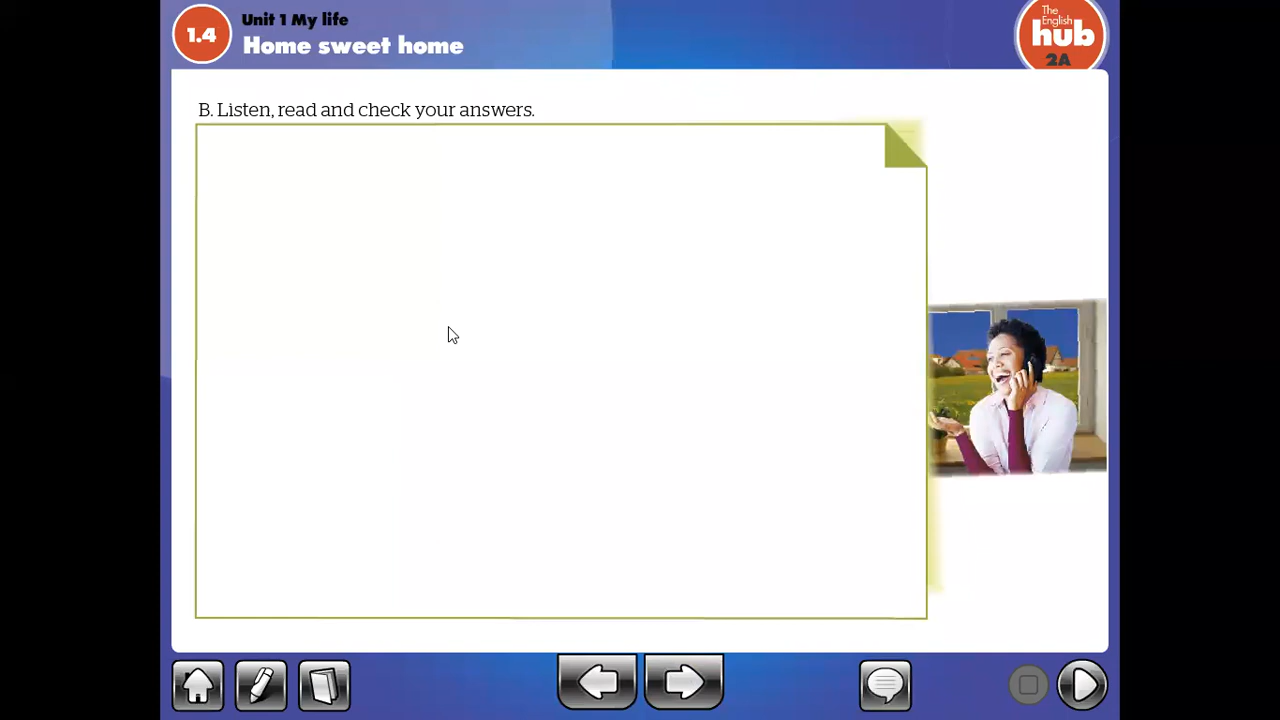 1.4
Unit 1 My life
Home sweet home
The
English
hub
2A
B. Listen, read and check your answers.